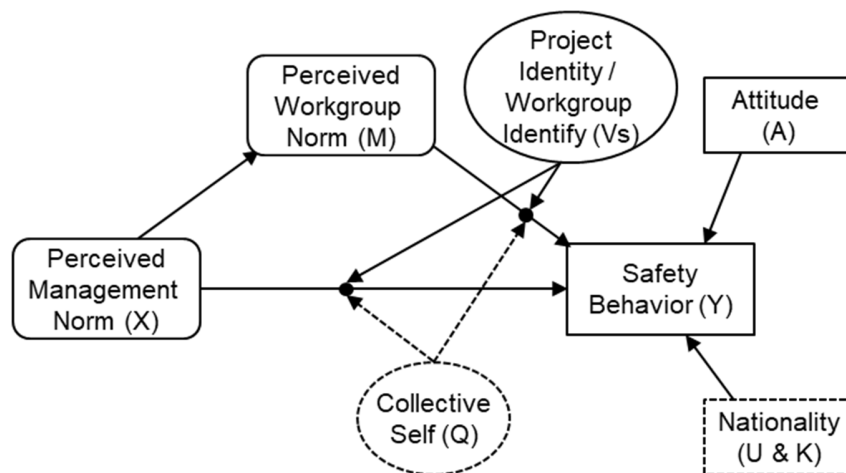 Perceived
Workgroup
Norm (M)
Project
Identity /
Workgroup
Identify (Vs)
Attitude
(A)
Perceived
Management
Norm (X)
Safety
Behavior (Y)
Collective
Self (Q)
Nationality
(U & K)